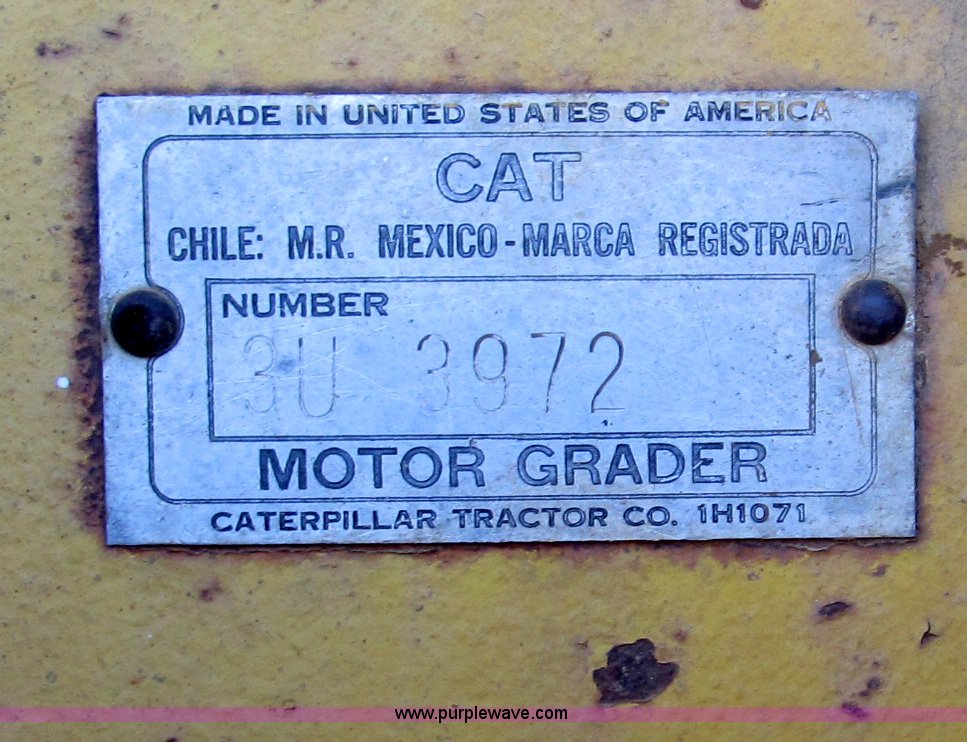 MADE IN UNITED STATES OF AMERICA
CAT
CHILE: M.R. MEXICO-MARCA REGISTRADA
NUMBER
3U 3972
MOTOR GRADER
CATERPILLAR TRACTOR CO. 1H1071
www.purplewave.com